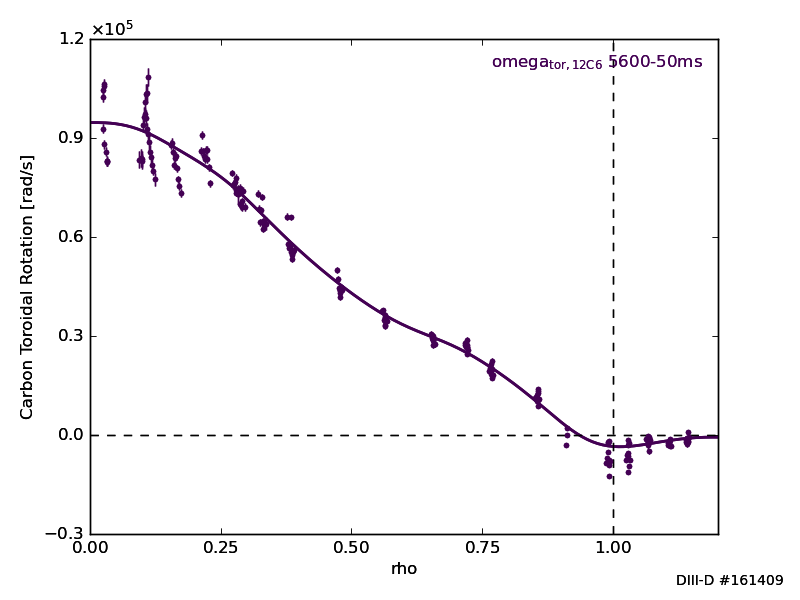 ×10⁵
1.2
omega_tor, 12C6 5600-50ms
0.9
0.6
0.3
0.0
−0.3
Carbon Toroidal Rotation [rad/s]
0.00 0.25 0.50 0.75 1.00
rho
DIII-D #161409